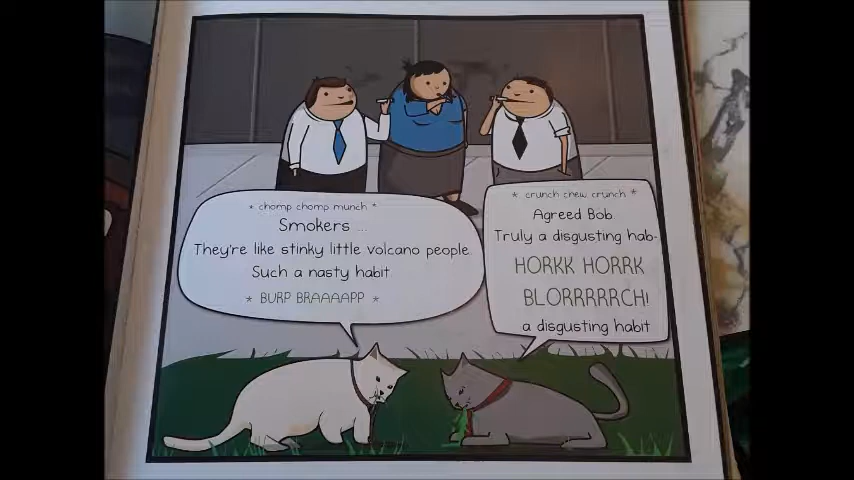 * chomp chomp munch *
Smokers ...
They're like stinky little volcano people.
Such a nasty habit.
* BURP BRAAAAPP *
* crunch chew crunch *
Agreed Bob.
Truly a disgusting hab-
HORKK HORRK
BLORRRRRCH!
a disgusting habit